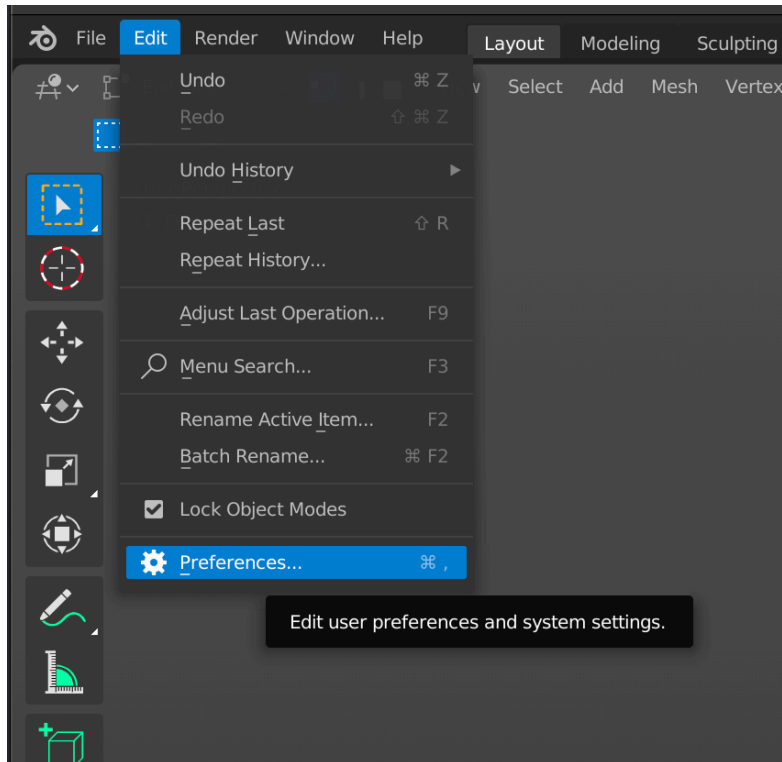 File Edit Render Window Help Layout Modeling Sculpting
Select Add Mesh Vertex
Undo ⌘ Z
Redo ⇧ ⌘ Z
Undo History
Repeat Last ⇧ R
Repeat History...
Adjust Last Operation... F9
Menu Search... F3
Rename Active Item... F2
Batch Rename... ⌘ F2
Lock Object Modes
Preferences... ⌘ ,
Edit user preferences and system settings.